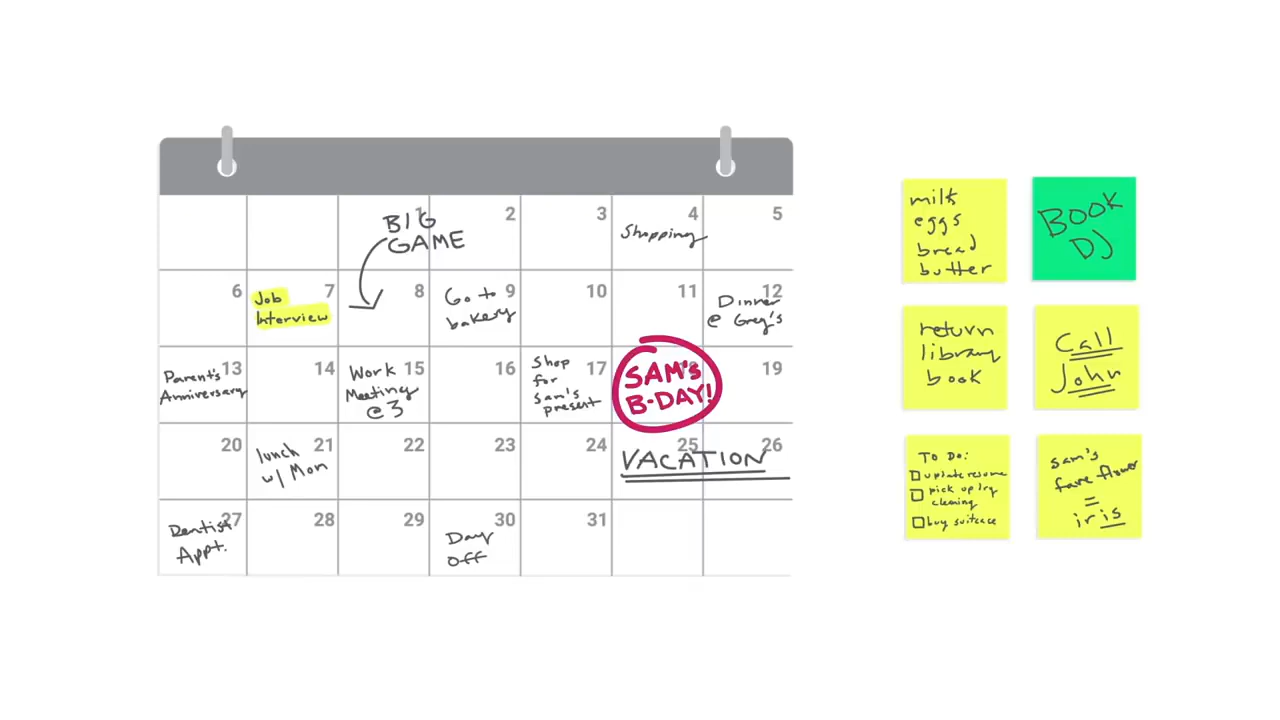 BIG
GAME
1
2
3
4
Shopping
5
6
7
Job
Interview
8
9
Go to
bakery
10
11
12
Dinner
@ Greg's
13
Parent's
Anniversary
14
15
Work
Meeting
@ 3
16
17
Shop
for
Sam's
present
SAM'S
B-DAY!
19
20
21
lunch
w/ Mom
22
23
24
25
26
VACATION
27
Dentist
Appt.
28
29
30
Day
off
31
milk
eggs
bread
butter
BOOK
DJ
return
library
book
Call
John
To Do:
update resume
pick up dry
cleaning
buy suitcase
Sam's
fave flower
=
iris